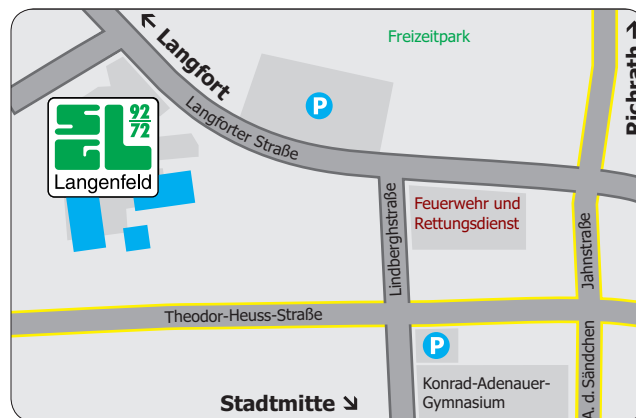 Freizeitpark
Langfort
Richrath
P
Langforter Straße
92
72
SGL
Langenfeld
Feuerwehr und
Rettungsdienst
Lindberghstraße
Jahnstraße
Theodor-Heuss-Straße
P
A. d. Sändchen
Konrad-Adenauer-
Gymnasium
Stadtmitte